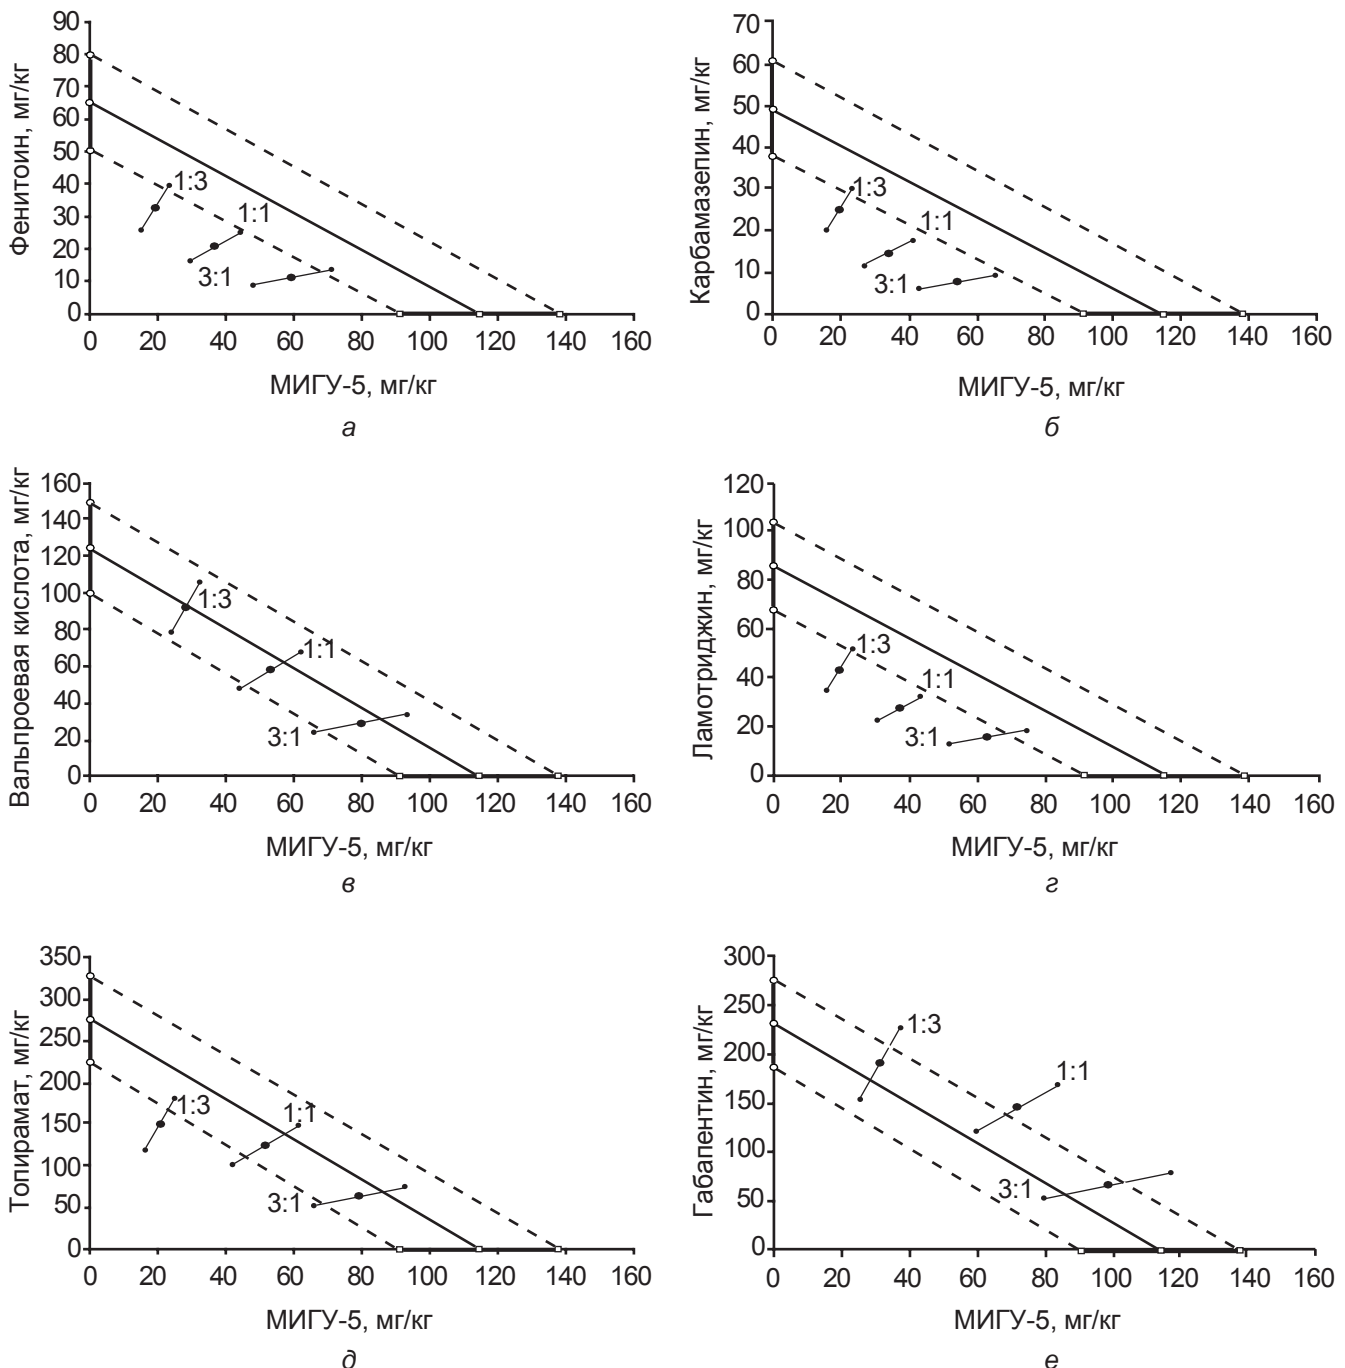 Фенитоин, мг/кг
90
80
70
60
50
40
30
20
10
0
1:3
1:1
3:1
0 20 40 60 80 100 120 140 160
МИГУ-5, мг/кг
а
Карбамазепин, мг/кг
70
60
50
40
30
20
10
0
1:3
1:1
3:1
0 20 40 60 80 100 120 140 160
МИГУ-5, мг/кг
б
Вальпроевая кислота, мг/кг
160
140
120
100
80
60
40
20
0
1:3
1:1
3:1
0 20 40 60 80 100 120 140 160
МИГУ-5, мг/кг
в
Ламотриджин, мг/кг
120
100
80
60
40
20
0
1:3
1:1
3:1
0 20 40 60 80 100 120 140 160
МИГУ-5, мг/кг
г
Топирамат, мг/кг
350
300
250
200
150
100
50
0
1:3
1:1
3:1
0 20 40 60 80 100 120 140 160
МИГУ-5, мг/кг
д
Габапентин, мг/кг
300
250
200
150
100
50
0
1:3
1:1
3:1
0 20 40 60 80 100 120 140 160
МИГУ-5, мг/кг
е